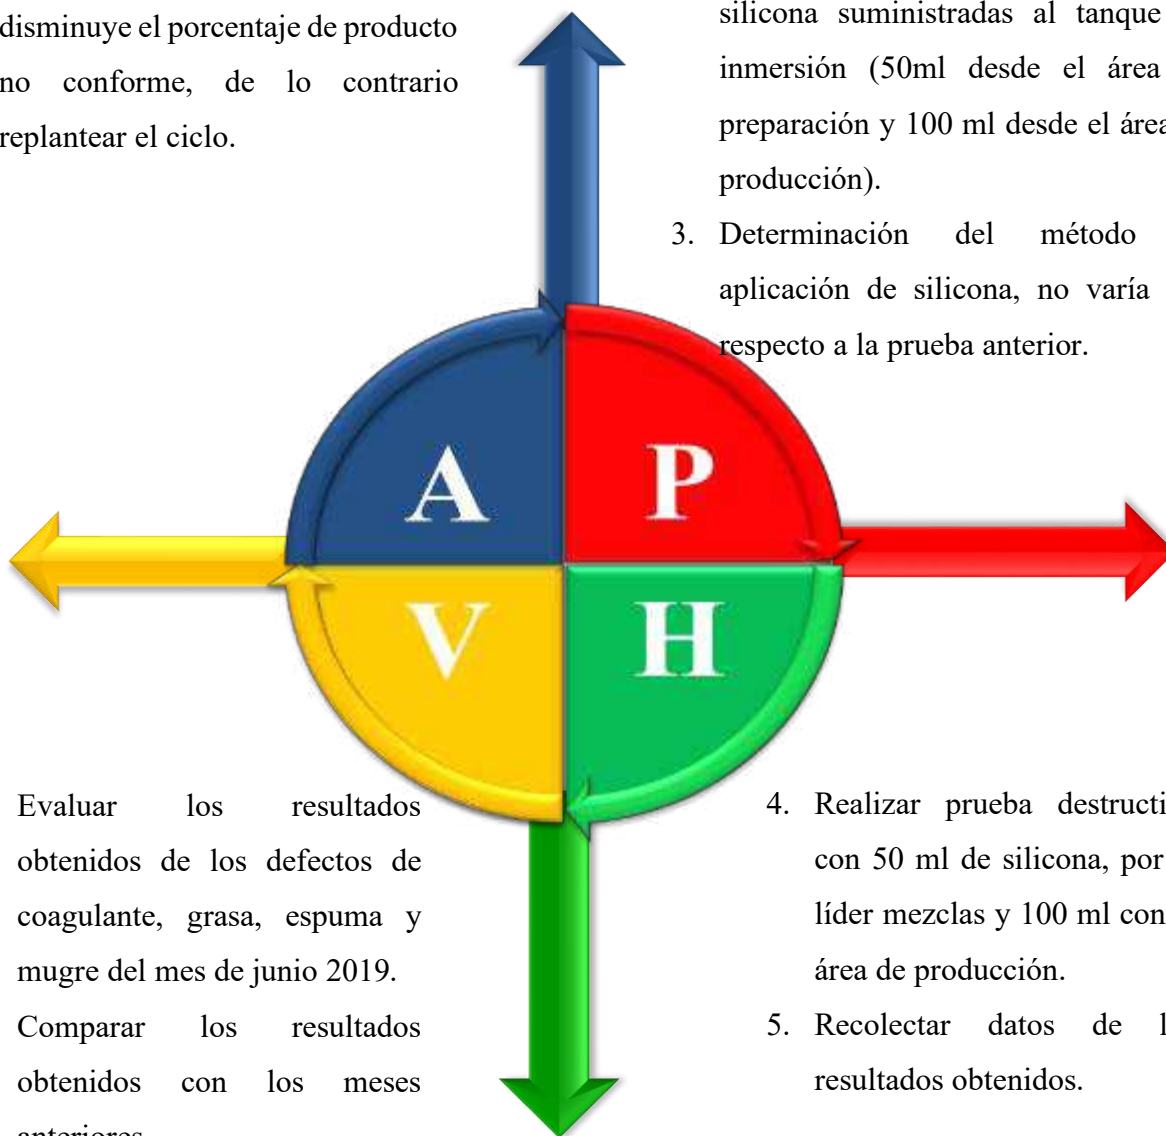 disminuye el porcentaje de producto
no conforme, de lo contrario
replantear el ciclo.
silicona suministradas al tanque
inmersión (50ml desde el área
preparación y 100 ml desde el área
producción).
3. Determinación del método
aplicación de silicona, no varía
respecto a la prueba anterior.
A
P
V
H
Evaluar los resultados
obtenidos de los defectos de
coagulante, grasa, espuma y
mugre del mes de junio 2019.
Comparar los resultados
obtenidos con los meses
anteriores
4. Realizar prueba destructi
con 50 ml de silicona, por
líder mezclas y 100 ml con
área de producción.
5. Recolectar datos de l
resultados obtenidos.